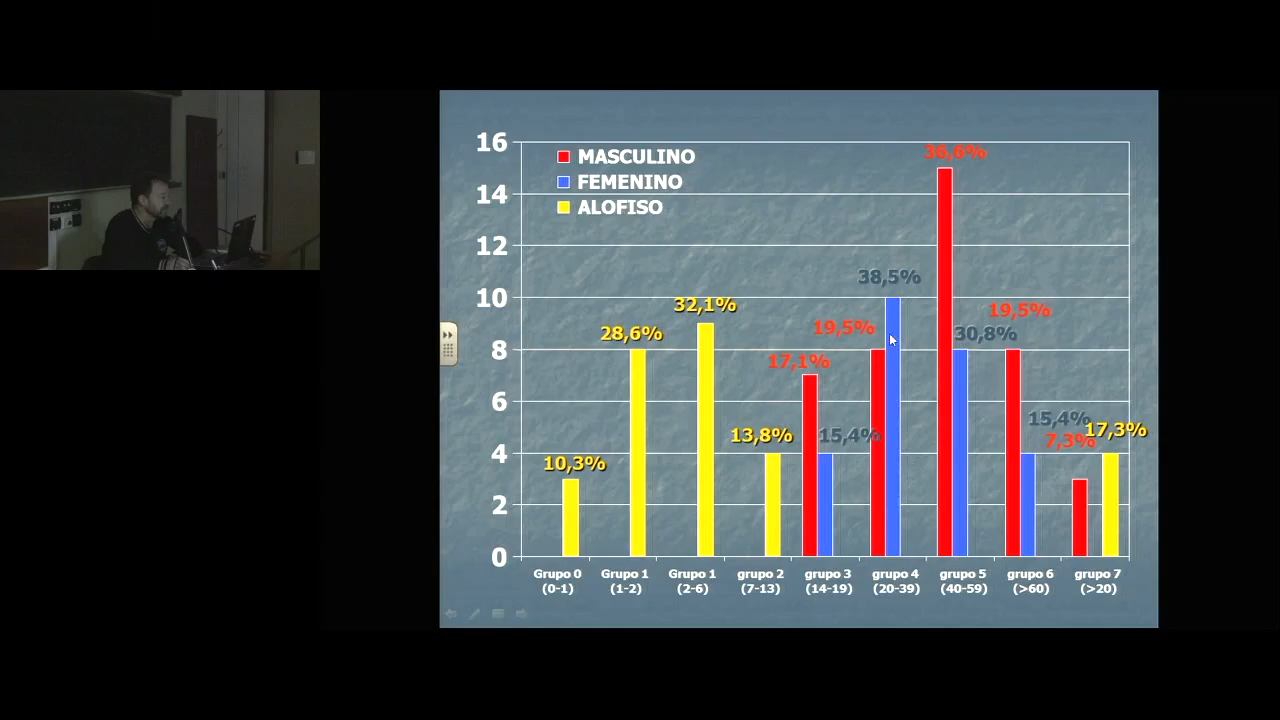 16
14
12
10
8
6
4
2
0
MASCULINO
FEMENINO
ALOFISO
10,3%
28,6%
32,1%
13,8%
17,1%
15,4%
19,5%
38,5%
36,6%
30,8%
19,5%
15,4%
7,3%
17,3%
Grupo 0
(0-1)
Grupo 1
(1-2)
Grupo 1
(2-6)
grupo 2
(7-13)
grupo 3
(14-19)
grupo 4
(20-39)
grupo 5
(40-59)
grupo 6
(>60)
grupo 7
(>20)